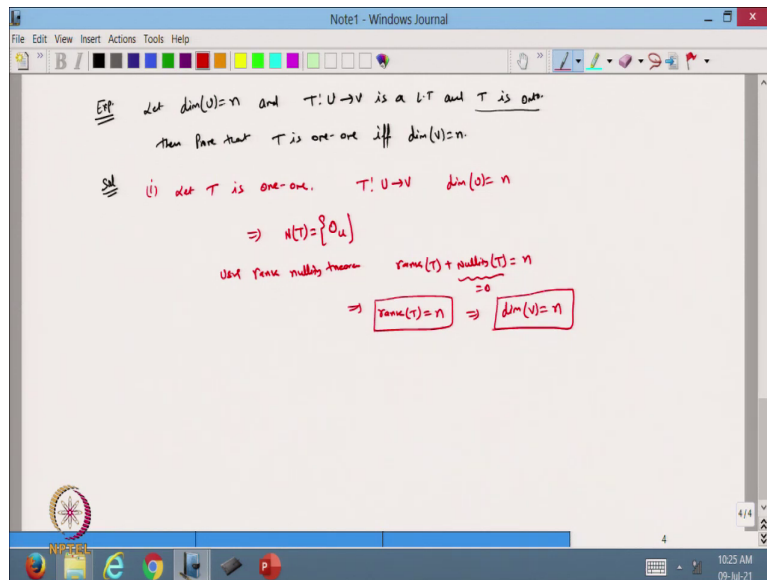 Note1 - Windows Journal
File Edit View Insert Actions Tools Help
Exp. Let dim(U)=n and T: U→V is a L.T and T is onto.
then Prove that T is one-one iff dim(V)=n.
Sol (i) Let T is one-one. T: U→V dim(U)= n
⇒ N(T)={0u}
Use rank nullity theorem rank(T) + nullity(T) = n
=0
⇒ rank(T)=n ⇒ dim(V)= n
4/4
4
NPTEL
10:25 AM
09-Jul-21